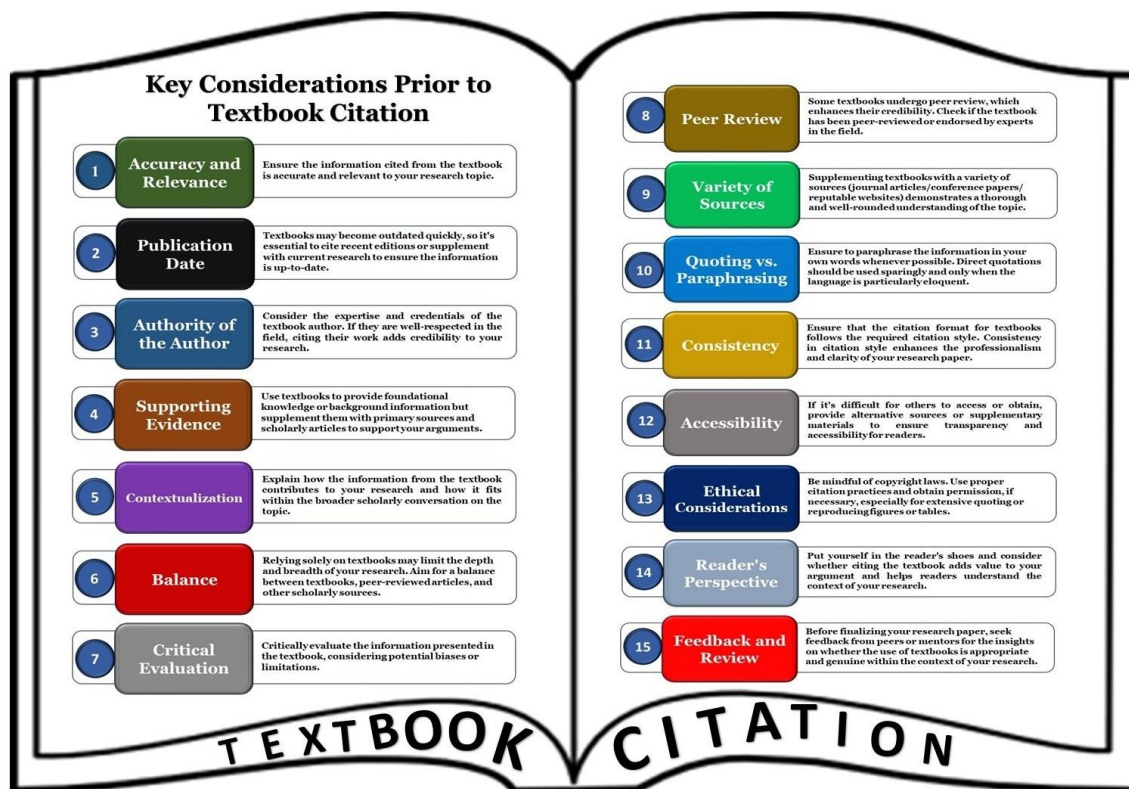 Key Considerations Prior to
Textbook Citation
1
Accuracy and
Relevance
Ensure the information cited from the textbook
is accurate and relevant to your research topic.
2
Publication
Date
Textbooks may become outdated quickly, so it's
essential to cite recent editions or supplement
with current research to ensure the information
is up-to-date.
3
Authority of
the Author
Consider the expertise and credentials of the
textbook author. If they are well-respected in the
field, citing their work adds credibility to your
research.
4
Supporting
Evidence
Use textbooks to provide foundational
knowledge or background information but
supplement them with primary sources and
scholarly articles to support your arguments.
5
Contextualization
Explain how the information from the textbook
contributes to your research and how it fits
within the broader scholarly conversation on the
topic.
6
Balance
Relying solely on textbooks may limit the depth
and breadth of your research. Aim for a balance
between textbooks, peer-reviewed articles, and
other scholarly sources.
7
Critical
Evaluation
Critically evaluate the information presented in
the textbook, considering potential biases or
limitations.
8
Peer Review
Some textbooks undergo peer review, which
enhances their credibility. Check if the textbook
has been peer-reviewed or endorsed by experts
in the field.
9
Variety of
Sources
Supplementing textbooks with a variety of
sources (journal articles/conference papers/
reputable websites) demonstrates a thorough
and well-rounded understanding of the topic.
10
Quoting vs.
Paraphrasing
Ensure to paraphrase the information in your
own words whenever possible. Direct quotations
should be used sparingly and only when the
language is particularly eloquent.
11
Consistency
Ensure that the citation format for textbooks
follows the required citation style. Consistency
in citation style enhances the professionalism
and clarity of your research paper.
12
Accessibility
If it's difficult for others to access or obtain,
provide alternative sources or supplementary
materials to ensure transparency and
accessibility for readers.
13
Ethical
Considerations
Be mindful of copyright laws. Use proper
citation practices and obtain permission, if
necessary, especially for extensive quoting or
reproducing figures or tables.
14
Reader's
Perspective
Put yourself in the reader's shoes and consider
whether citing the textbook adds value to your
argument and helps readers understand the
context of your research.
15
Feedback and
Review
Before finalizing your research paper, seek
feedback from peers or mentors for the insights
on whether the use of textbooks is appropriate
and genuine within the context of your research.
TEXTBOOK CITATION